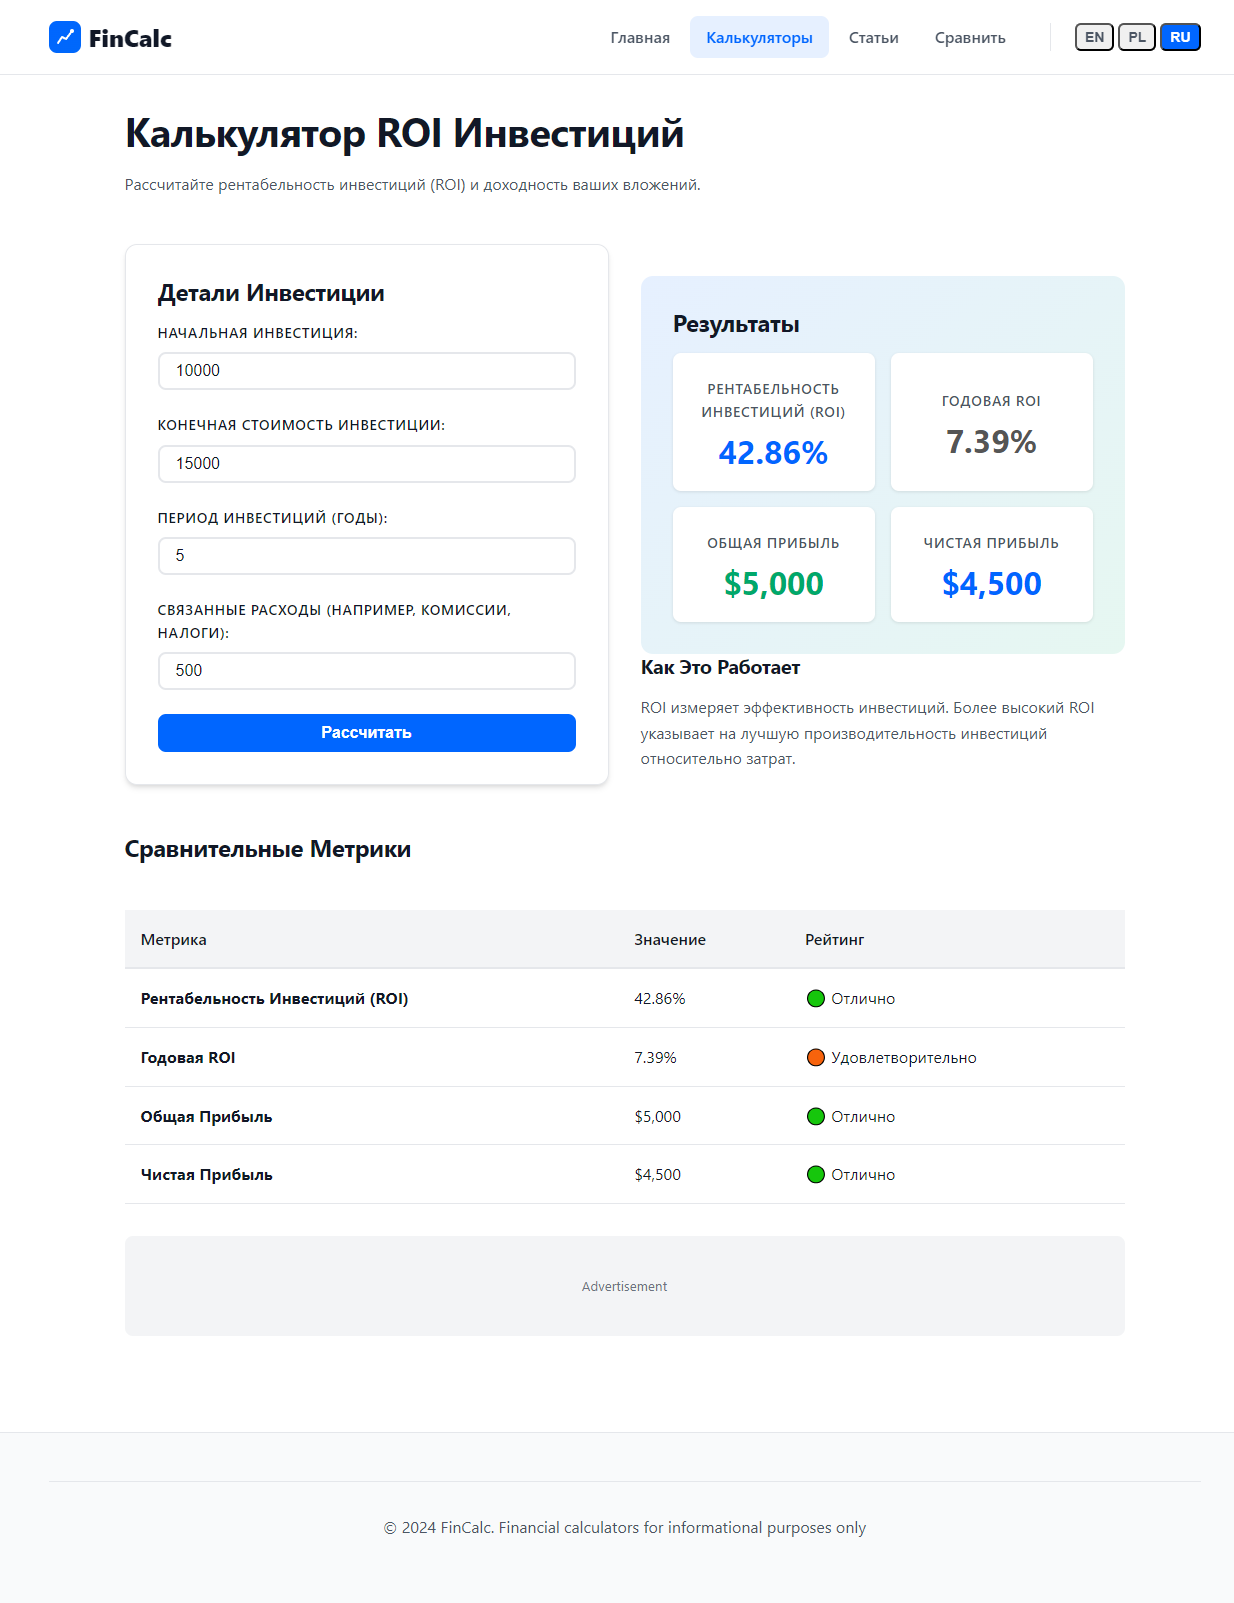 FinCalc
Главная
Калькуляторы
Статьи
Сравнить
EN
PL
RU
Калькулятор ROI Инвестиций
Рассчитайте рентабельность инвестиций (ROI) и доходность ваших вложений.
Детали Инвестиции
НАЧАЛЬНАЯ ИНВЕСТИЦИЯ:
10000
КОНЕЧНАЯ СТОИМОСТЬ ИНВЕСТИЦИИ:
15000
ПЕРИОД ИНВЕСТИЦИЙ (ГОДЫ):
5
СВЯЗАННЫЕ РАСХОДЫ (НАПРИМЕР, КОМИССИИ,
НАЛОГИ):
500
Рассчитать
Результаты
РЕНТАБЕЛЬНОСТЬ
ИНВЕСТИЦИЙ (ROI)
42.86%
ГОДОВАЯ ROI
7.39%
ОБЩАЯ ПРИБЫЛЬ
$5,000
ЧИСТАЯ ПРИБЫЛЬ
$4,500
Как Это Работает
ROI измеряет эффективность инвестиций. Более высокий ROI
указывает на лучшую производительность инвестиций
относительно затрат.
Сравнительные Метрики
Метрика Значение Рейтинг
Рентабельность Инвестиций (ROI) 42.86% Отлично
Годовая ROI 7.39% Удовлетворительно
Общая Прибыль $5,000 Отлично
Чистая Прибыль $4,500 Отлично
Advertisement
© 2024 FinCalc. Financial calculators for informational purposes only